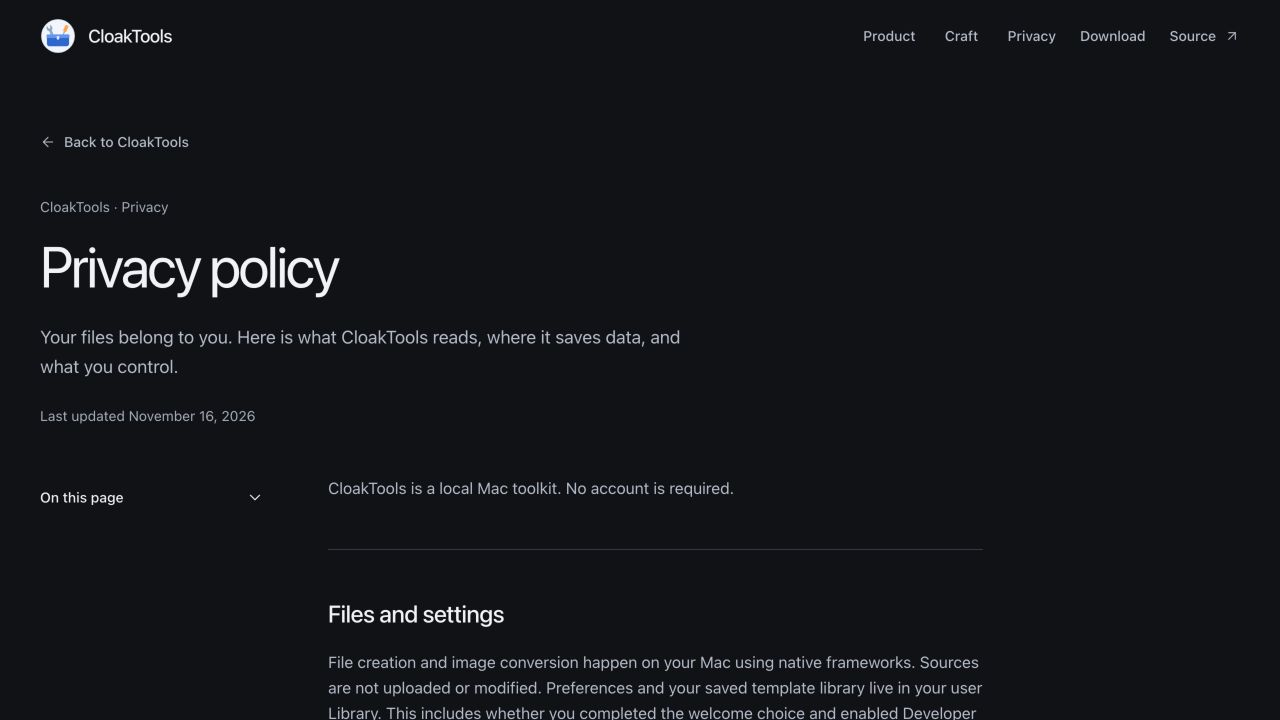 CloakTools
Product
Craft
Privacy
Download
Source
Back to CloakTools
CloakTools · Privacy
Privacy policy
Your files belong to you. Here is what CloakTools reads, where it saves data, and
what you control.
Last updated November 16, 2026
On this page
CloakTools is a local Mac toolkit. No account is required.
Files and settings
File creation and image conversion happen on your Mac using native frameworks. Sources
are not uploaded or modified. Preferences and your saved template library live in your user
Library. This includes whether you completed the welcome choice and enabled Developer